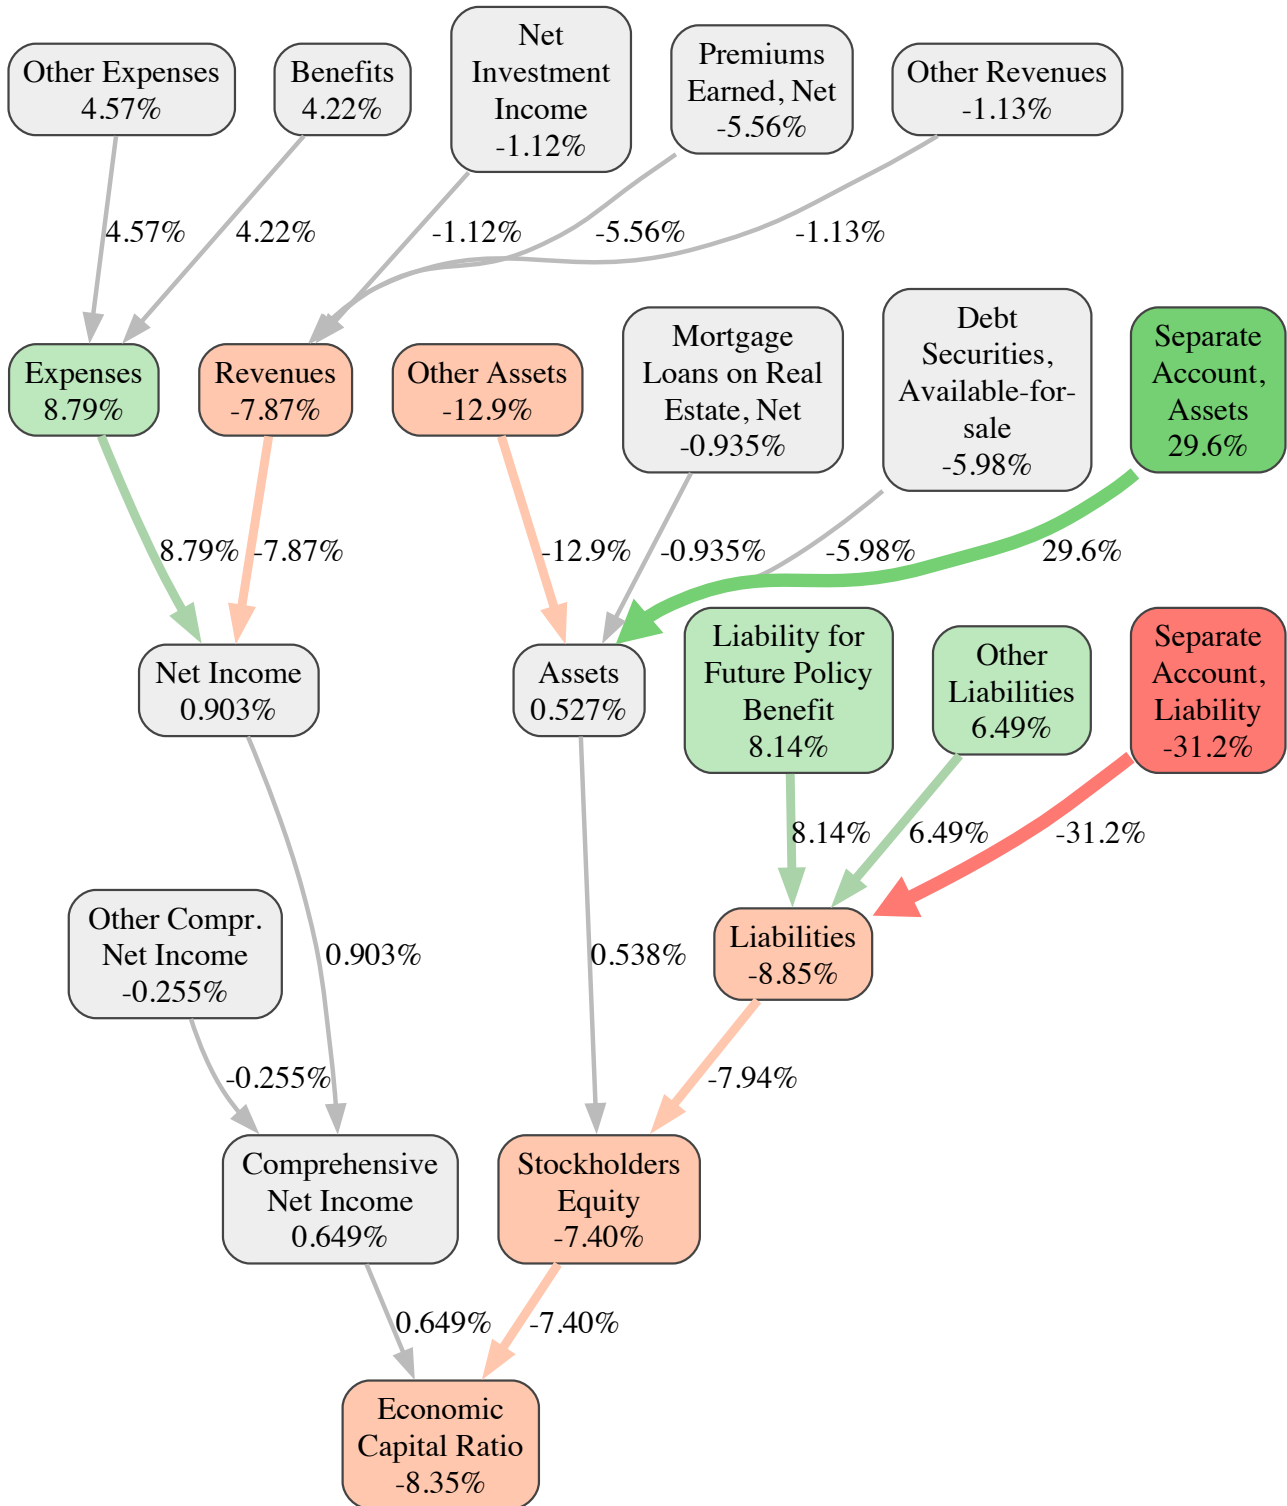 Other Expenses
4.57%
Benefits
4.22%
Net
Investment
Income
-1.12%
Premiums
Earned, Net
-5.56%
Other Revenues
-1.13%
4.57%
4.22%
-1.12%
-5.56%
-1.13%
Expenses
8.79%
Revenues
-7.87%
Other Assets
-12.9%
Mortgage
Loans on Real
Estate, Net
-0.935%
Debt
Securities,
Available-for-
sale
-5.98%
Separate
Account,
Assets
29.6%
8.79%
-7.87%
-12.9%
-0.935%
-5.98%
29.6%
Net Income
0.903%
Assets
0.527%
Liability for
Future Policy
Benefit
8.14%
Other
Liabilities
6.49%
Separate
Account,
Liability
-31.2%
8.14%
6.49%
-31.2%
Other Compr.
Net Income
-0.255%
0.903%
0.538%
Liabilities
-8.85%
-0.255%
-7.94%
Comprehensive
Net Income
0.649%
Stockholders
Equity
-7.40%
0.649%
-7.40%
Economic
Capital Ratio
-8.35%